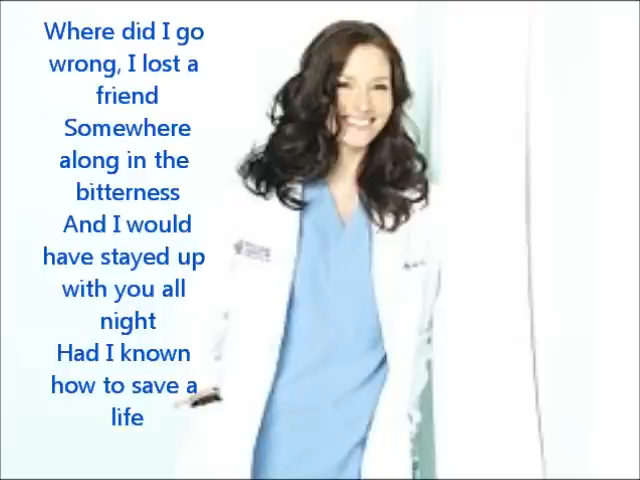 Where did I go
wrong, I lost a
friend
Somewhere
along in the
bitterness
And I would
have stayed up
with you all
night
Had I known
how to save a
life